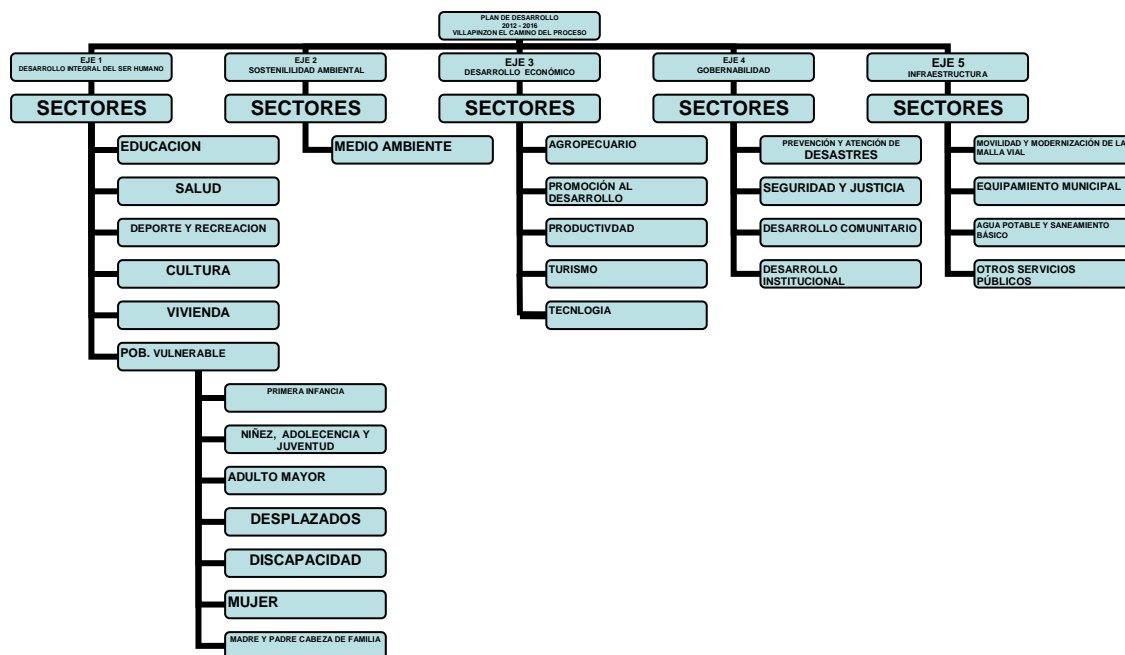 PLAN DE DESARROLLO
2012 - 2016
VILLAPINZON EL CAMINO DEL PROCESO
EJE 1
DESARROLLO INTEGRAL DEL SER HUMANO
EJE 2
SOSTENILILIDAD AMBIENTAL
EJE 3
DESARROLLO ECONÓMICO
EJE 4
GOBERNABILIDAD
EJE 5
INFRAESTRUCTURA
SECTORES
SECTORES
SECTORES
SECTORES
SECTORES
EDUCACION
SALUD
DEPORTE Y RECREACION
CULTURA
VIVIENDA
POB. VULNERABLE
PRIMERA INFANCIA
NIÑEZ, ADOLECENCIA Y
JUVENTUD
ADULTO MAYOR
DESPLAZADOS
DISCAPACIDAD
MUJER
MADRE Y PADRE CABEZA DE FAMILIA
MEDIO AMBIENTE
AGROPECUARIO
PROMOCIÓN AL
DESARROLLO
PRODUCTIVDAD
TURISMO
TECNLOGIA
PREVENCIÓN Y ATENCIÓN DE
DESASTRES
SEGURIDAD Y JUSTICIA
DESARROLLO COMUNITARIO
DESARROLLO
INSTITUCIONAL
MOVILIDAD Y MODERNIZACIÓN DE LA
MALLA VIAL
EQUIPAMIENTO MUNICIPAL
AGUA POTABLE Y SANEAMIENTO
BÁSICO
OTROS SERVICIOS
PÚBLICOS